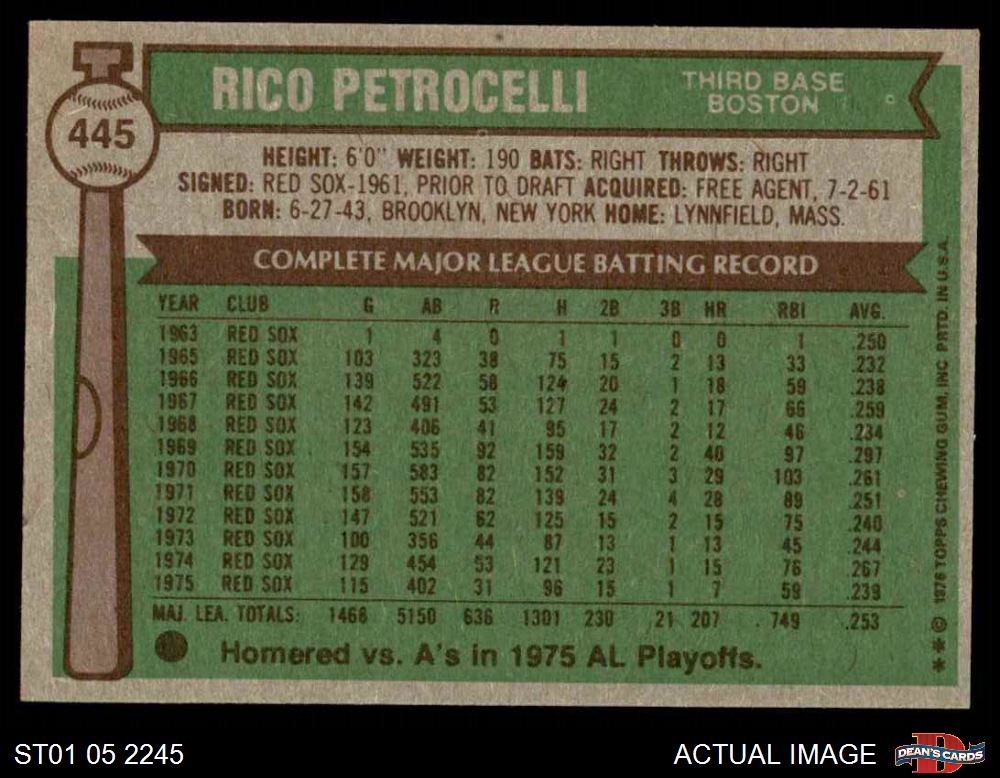 445
RICO PETROCELLI
THIRD BASE
BOSTON
HEIGHT: 6'0" WEIGHT: 190 BATS: RIGHT THROWS: RIGHT
SIGNED: RED SOX-1961, PRIOR TO DRAFT ACQUIRED: FREE AGENT, 7-2-61
BORN: 6-27-43, BROOKLYN, NEW YORK HOME: LYNNFIELD, MASS.
COMPLETE MAJOR LEAGUE BATTING RECORD
YEAR CLUB G AB R H 2B 3B HR RBI AVG.
1963 RED SOX 1 4 0 1 1 0 0 1 .250
1965 RED SOX 103 323 38 75 15 2 13 33 .232
1966 RED SOX 139 522 58 124 20 1 18 59 .238
1967 RED SOX 142 491 53 127 24 2 17 66 .259
1968 RED SOX 123 406 41 95 17 2 12 46 .234
1969 RED SOX 154 535 92 159 32 2 40 97 .297
1970 RED SOX 157 583 82 152 31 3 29 103 .261
1971 RED SOX 158 553 82 139 24 4 28 89 .251
1972 RED SOX 147 521 62 125 15 2 15 75 .240
1973 RED SOX 100 356 44 87 13 1 13 45 .244
1974 RED SOX 129 454 53 121 23 1 15 76 .267
1975 RED SOX 115 402 31 96 15 1 7 59 .239
MAJ. LEA. TOTALS: 1468 5150 636 1301 230 21 207 749 .253
Homered vs. A's in 1975 AL Playoffs.
**© 1976 TOPPS CHEWING GUM, INC. PRTD. IN U.S.A.
ST01 05 2245
ACTUAL IMAGE
D
DEAN'S CARDS